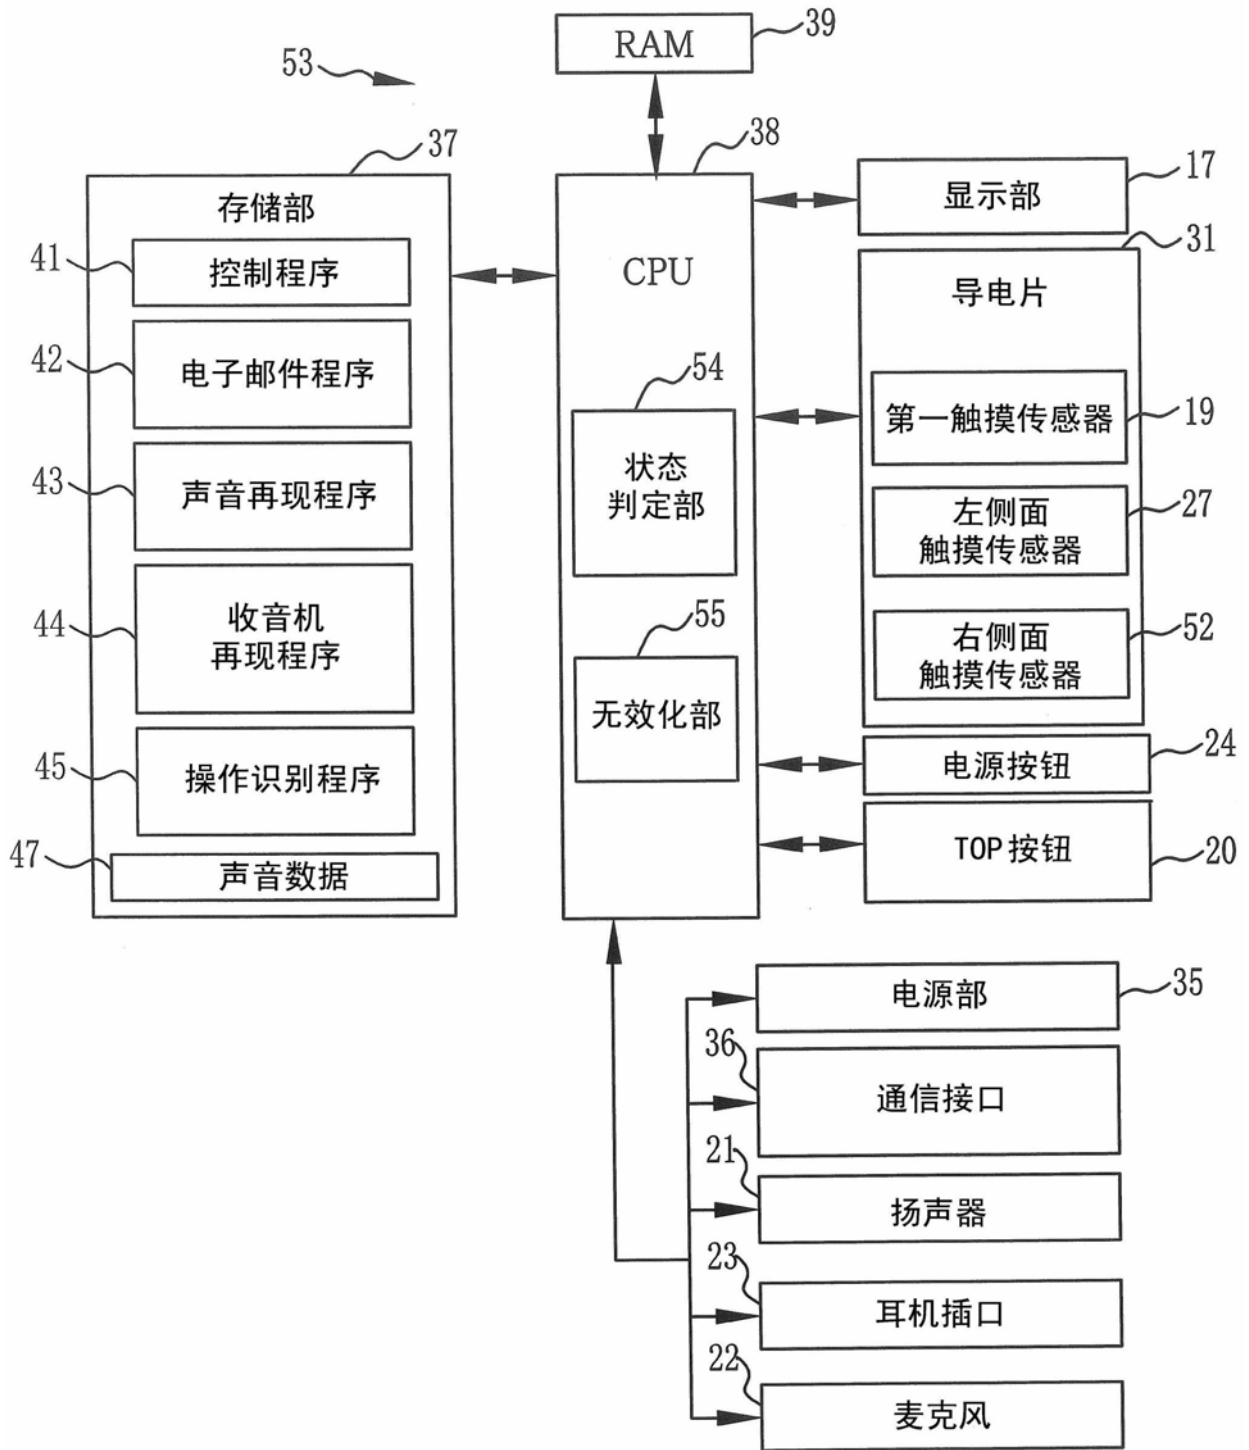 39
RAM
53
37
38
17
存储部
显示部
31
41
控制程序
CPU
导电片
42
电子邮件程序
54
第一触摸传感器
19
43
声音再现程序
状态
判定部
左侧面
触摸传感器
27
44
收音机
再现程序
55
右侧面
触摸传感器
52
无效化部
45
操作识别程序
电源按钮
24
47
声音数据
TOP按钮
20
电源部
35
36
通信接口
21
扬声器
23
耳机插口
22
麦克风